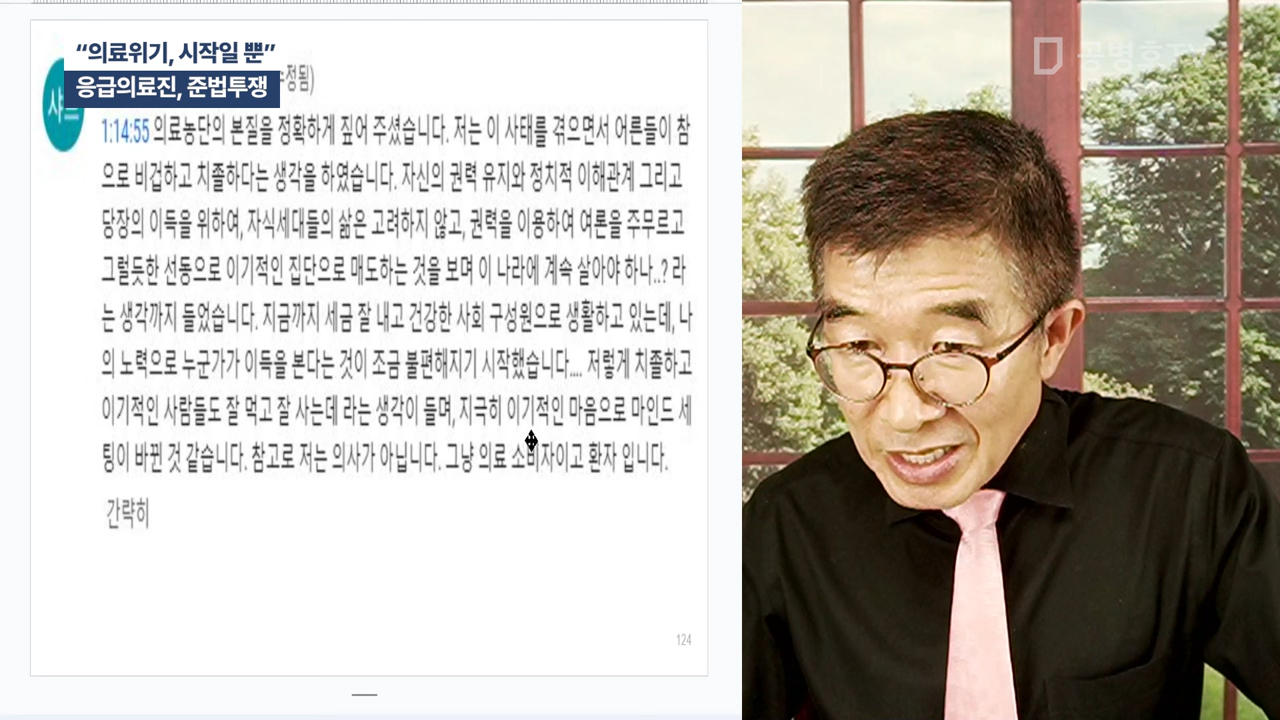 “의료위기, 시작일 뿐”
응급의료진, 준법투쟁
정됨)
샤
1:14:55 의료농단의 본질을 정확하게 짚어 주셨습니다. 저는 이 사태를 겪으면서 어른들이 참
으로 비겁하고 치졸하다는 생각을 하였습니다. 자신의 권력 유지와 정치적 이해관계 그리고
당장의 이득을 위하여, 자식세대들의 삶은 고려하지 않고, 권력을 이용하여 여론을 주무르고
그럴듯한 선동으로 이기적인 집단으로 매도하는 것을 보며 이 나라에 계속 살아야 하나..? 라
는 생각까지 들었습니다. 지금까지 세금 잘 내고 건강한 사회 구성원으로 생활하고 있는데, 나
의 노력으로 누군가가 이득을 본다는 것이 조금 불편해지기 시작했습니다.... 저렇게 치졸하고
이기적인 사람들도 잘 먹고 잘 사는데 라는 생각이 들며, 지극히 이기적인 마음으로 마인드 세
팅이 바뀐 것 같습니다. 참고로 저는 의사가 아닙니다. 그냥 의료 소비자이고 환자 입니다.
간략히
124
공병호TV